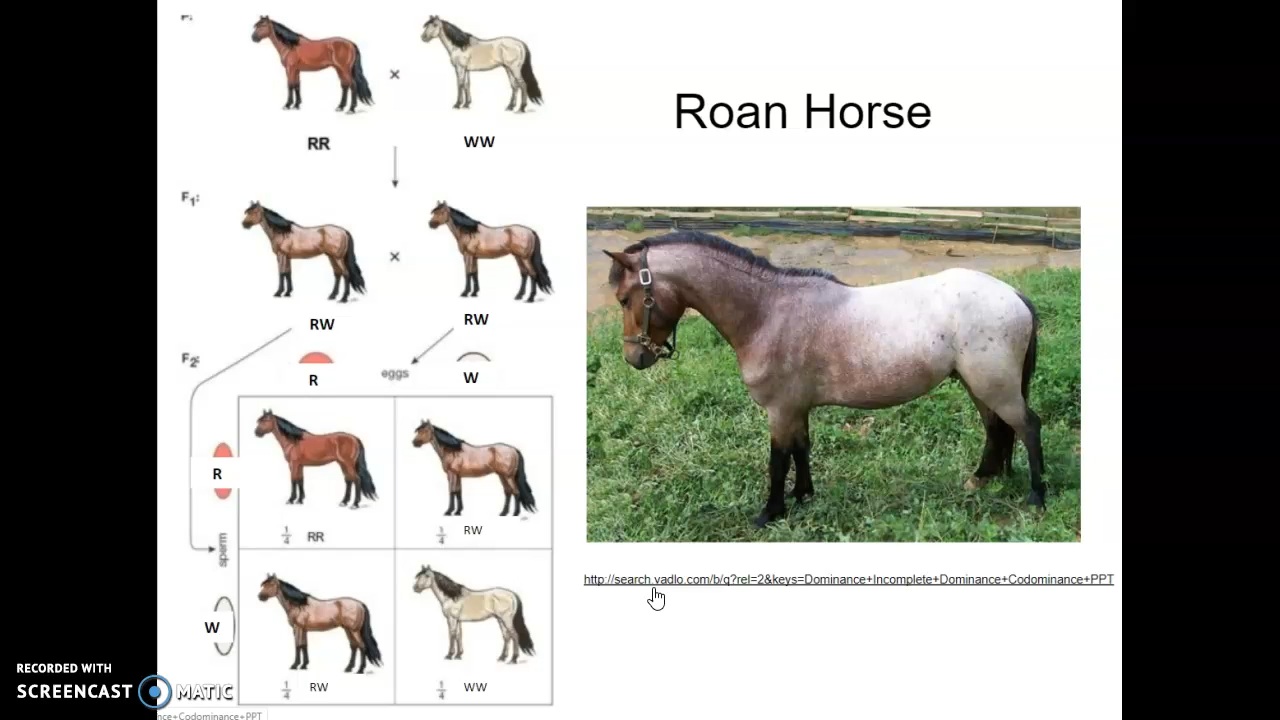 P:
×
RR
WW
Roan Horse
F1:
×
RW
RW
F2:
R
eggs
W
R
1/4 RR
1/4 RW
sperm
W
1/4 RW
1/4 WW
http://search.vadlo.com/b/q?rel=2&keys=Dominance+Incomplete+Dominance+Codominance+PPT
RECORDED WITH
SCREENCAST MATIC
nce+Codominance+PPT